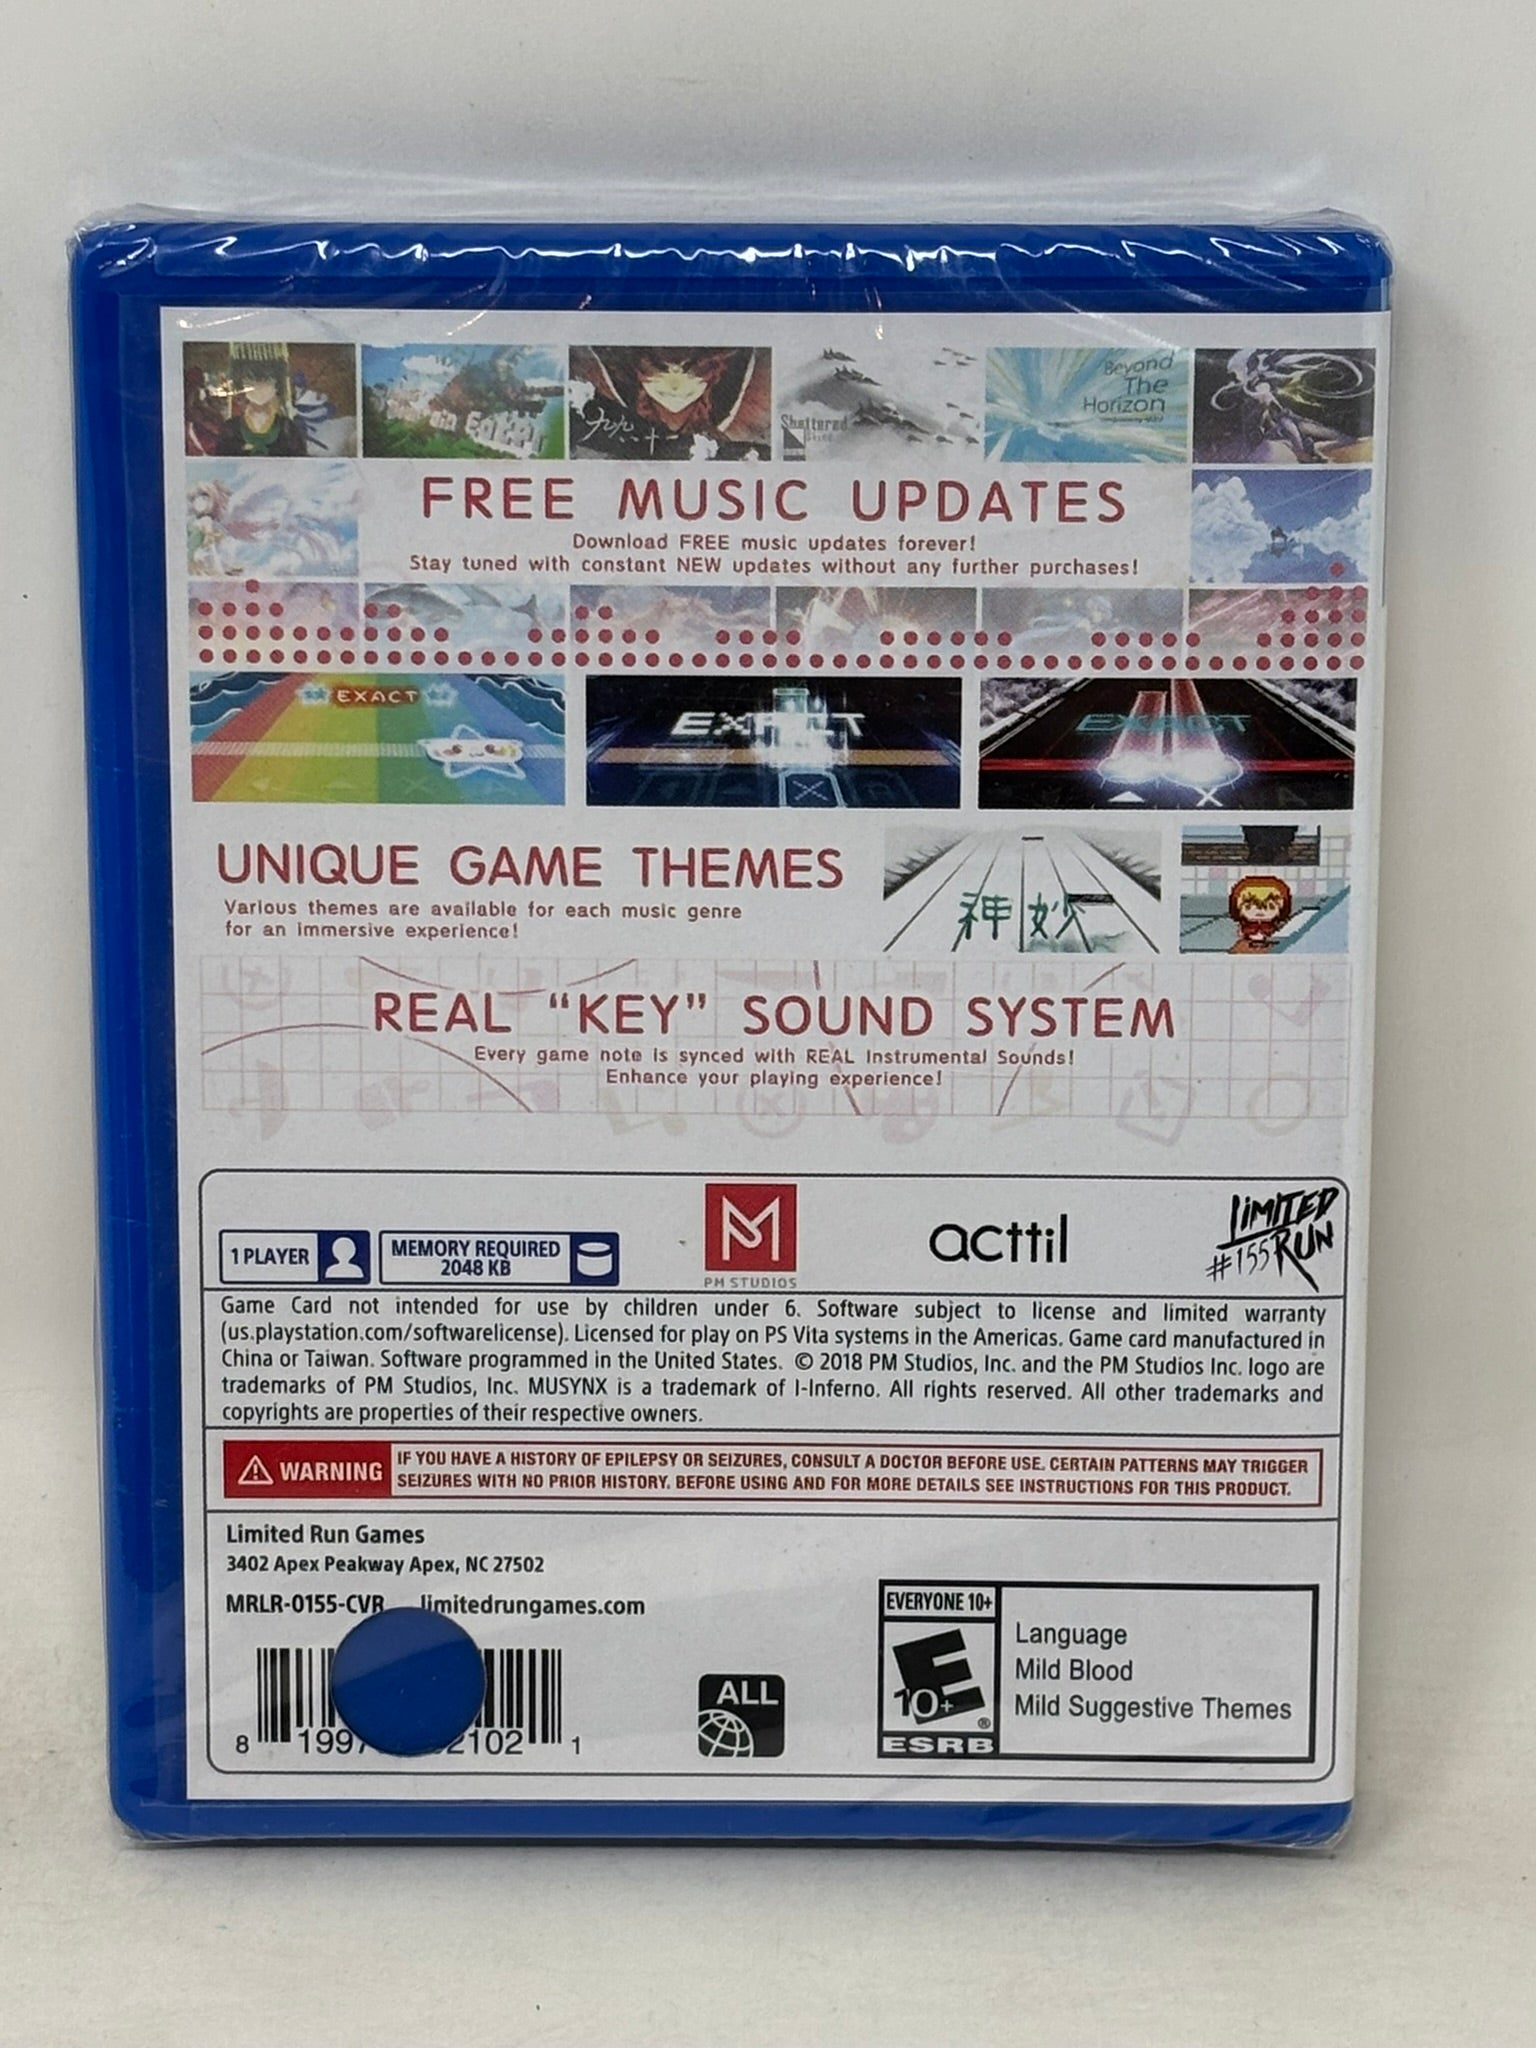 Beyond
The
Horizon
Shattered
FREE MUSIC UPDATES
Download FREE music updates forever!
Stay tuned with constant NEW updates without any further purchases!
EXACT
EXACT
EXACT
UNIQUE GAME THEMES
Various themes are available for each music genre
for an immersive experience!
神妙
REAL “KEY” SOUND SYSTEM
Every game note is synced with REAL Instrumental Sounds!
Enhance your playing experience!
1 PLAYER
MEMORY REQUIRED
2048 KB
PM STUDIOS
acttil
LIMITED
RUN
#155
Game Card not intended for use by children under 6. Software subject to license and limited warranty
(us.playstation.com/softwarelicense). Licensed for play on PS Vita systems in the Americas. Game card manufactured in
China or Taiwan. Software programmed in the United States. © 2018 PM Studios, Inc. and the PM Studios Inc. logo are
trademarks of PM Studios, Inc. MUSYNX is a trademark of I-Inferno. All rights reserved. All other trademarks and
copyrights are properties of their respective owners.
WARNING
IF YOU HAVE A HISTORY OF EPILEPSY OR SEIZURES, CONSULT A DOCTOR BEFORE USE. CERTAIN PATTERNS MAY TRIGGER
SEIZURES WITH NO PRIOR HISTORY. BEFORE USING AND FOR MORE DETAILS SEE INSTRUCTIONS FOR THIS PRODUCT.
Limited Run Games
3402 Apex Peakway Apex, NC 27502
MRLR-0155-CVR limitedrungames.com
8 1997 2102 1
ALL
EVERYONE 10+
E
10+
®
ESRB
Language
Mild Blood
Mild Suggestive Themes